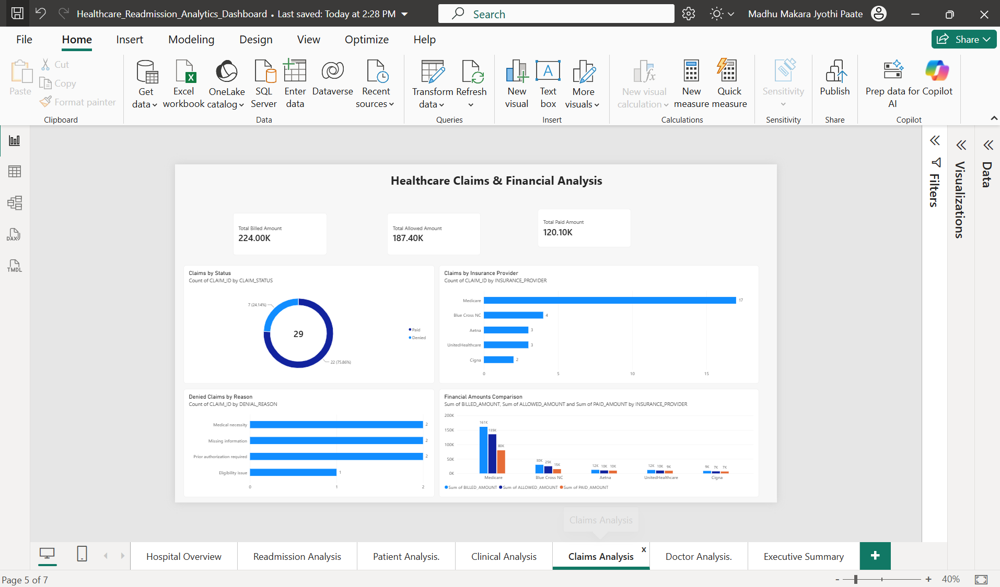 Healthcare_Readmission_Analytics_Dashboard • Last saved: Today at 2:28 PM
Search
Madhu Makara Jyothi Paate
File Home Insert Modeling Design View Optimize Help
Share
Paste
Cut
Copy
Format painter
Clipboard
Get data
Excel workbook
OneLake catalog
SQL Server
Enter data
Dataverse
Recent sources
Data
Transform data
Refresh
Queries
New visual
Text box
More visuals
Insert
New visual calculation
New measure
Quick measure
Calculations
Sensitivity
Sensitivity
Publish
Share
Prep data for AI
Copilot
Copilot
DAX
TMDL
Filters
Visualizations
Data
Healthcare Claims & Financial Analysis
Total Billed Amount
224.00K
Total Allowed Amount
187.40K
Total Paid Amount
120.10K
Claims by Status
Count of CLAIM_ID by CLAIM_STATUS
7 (24.14%)
29
22 (75.86%)
Paid
Denied
Claims by Insurance Provider
Count of CLAIM_ID by INSURANCE_PROVIDER
Medicare 17
Blue Cross NC 4
Aetna 3
UnitedHealthcare 3
Cigna 2
0 5 10 15
Denied Claims by Reason
Count of CLAIM_ID by DENIAL_REASON
Medical necessity 2
Missing information 2
Prior authorization required 2
Eligibility issue 1
0 1 2
Financial Amounts Comparison
Sum of BILLED_AMOUNT, Sum of ALLOWED_AMOUNT and Sum of PAID_AMOUNT by INSURANCE_PROVIDER
200K
150K
100K
50K
0K
161K 135K 80K
30K 25K 15K
12K 10K 10K
12K 10K 9K
9K 7K 7K
Medicare Blue Cross NC Aetna UnitedHealthcare Cigna
Sum of BILLED_AMOUNT Sum of ALLOWED_AMOUNT Sum of PAID_AMOUNT
Claims Analysis
Hospital Overview
Readmission Analysis
Patient Analysis.
Clinical Analysis
Claims Analysis x
Doctor Analysis.
Executive Summary
+
Page 5 of 7
- + 40%